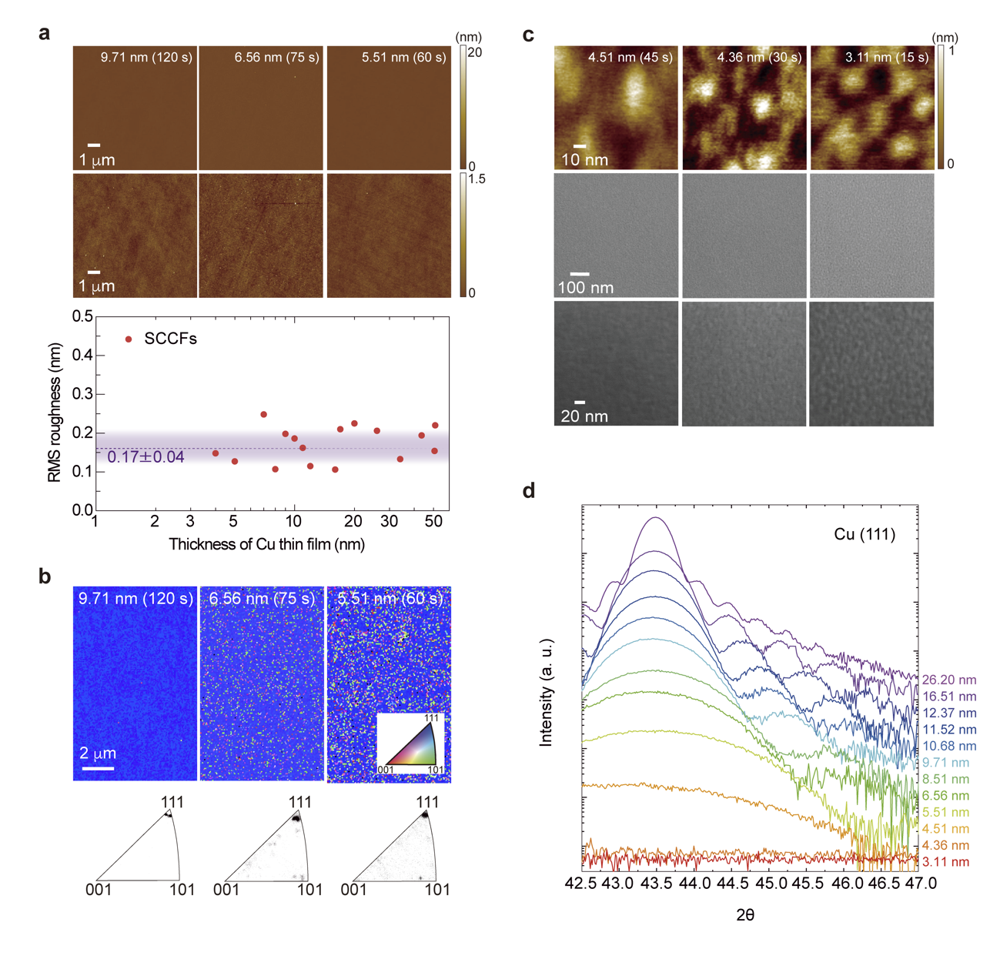 a
(nm)
9.71 nm (120 s)
6.56 nm (75 s)
5.51 nm (60 s)
20
1 μm
0
1.5
1 μm
0
0.5
0.4
0.3
0.2
0.1
0.0
RMS roughness (nm)
SCCFs
0.17±0.04
1 2 3 5 10 20 30 50
Thickness of Cu thin film (nm)
b
9.71 nm (120 s)
6.56 nm (75 s)
5.51 nm (60 s)
2 μm
111
001 101
111
001 101
111
001 101
111
001 101
c
(nm)
4.51 nm (45 s)
4.36 nm (30 s)
3.11 nm (15 s)
1
10 nm
0
100 nm
20 nm
d
Cu (111)
Intensity (a. u.)
26.20 nm
16.51 nm
12.37 nm
11.52 nm
10.68 nm
9.71 nm
8.51 nm
6.56 nm
5.51 nm
4.51 nm
4.36 nm
3.11 nm
42.5 43.0 43.5 44.0 44.5 45.0 45.5 46.0 46.5 47.0
2θ